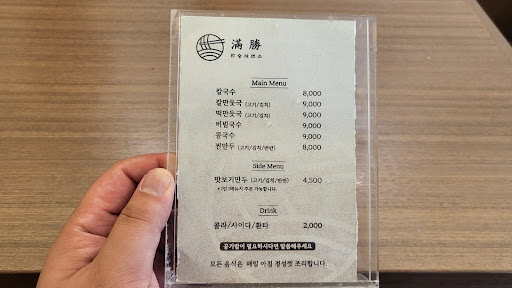 滿 勝
Main Menu
칼국수 8,000
칼만둣국 (고기/김치) 9,000
떡만둣국 (고기/김치) 9,000
비빔국수 9,000
콩국수 9,000
찐만두 (고기/김치/반반) 8,000
Side Menu
맛보기만두 (고기/김치/반반) 4,500
Drink
콜라/사이다/환타 2,000
공기밥이 필요하시다면 말씀해주세요
모든 음식은 매일 아침 정성껏 조리합니다.